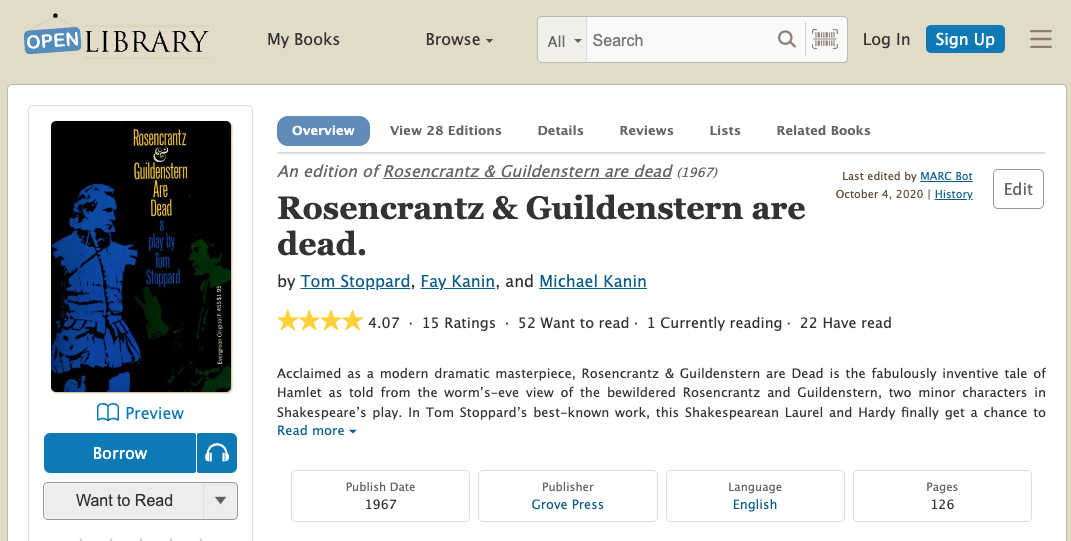 OPEN LIBRARY
My Books
Browse
All
Search
Log In
Sign Up
Rosencrantz
&
Guildenstern
Are
Dead
a
play by
Tom
Stoppard
Evergreen Original E-455 $1.95
Preview
Borrow
Want to Read
Overview
View 28 Editions
Details
Reviews
Lists
Related Books
An edition of Rosencrantz & Guildenstern are dead (1967)
Last edited by MARC Bot
October 4, 2020 | History
Edit
Rosencrantz & Guildenstern are
dead.
by Tom Stoppard, Fay Kanin, and Michael Kanin
4.07 · 15 Ratings · 52 Want to read · 1 Currently reading · 22 Have read
Acclaimed as a modern dramatic masterpiece, Rosencrantz & Guildenstern are Dead is the fabulously inventive tale of
Hamlet as told from the worm’s-eye view of the bewildered Rosencrantz and Guildenstern, two minor characters in
Shakespeare’s play. In Tom Stoppard’s best-known work, this Shakespearean Laurel and Hardy finally get a chance to
Read more
Publish Date
1967
Publisher
Grove Press
Language
English
Pages
126